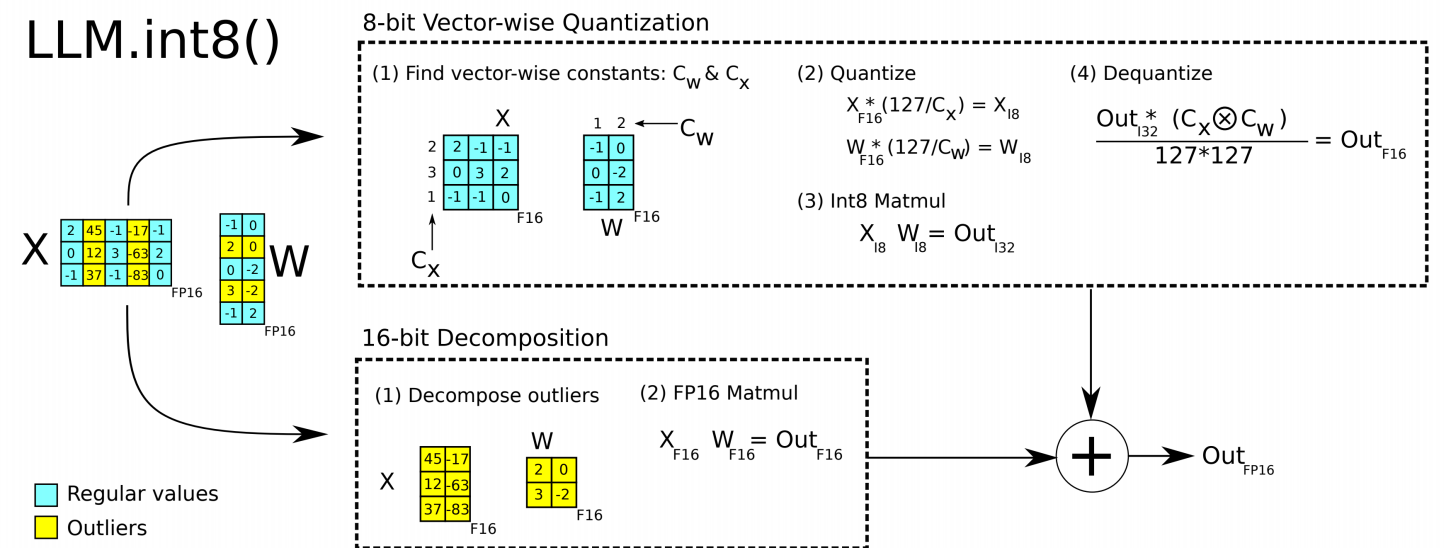 LLM.int8()
8-bit Vector-wise Quantization
(1) Find vector-wise constants: Cw & Cx
X
2 2 -1 -1
3 0 3 2
1 -1 -1 0
F16
Cx
1 2 Cw
-1 0
0 -2
-1 2
F16
W
(2) Quantize
XF16 * (127/Cx) = XI8
WF16 * (127/Cw) = WI8
(3) Int8 Matmul
XI8 WI8 = OutI32
(4) Dequantize
OutI32 * (Cx⊗Cw)
127*127
= OutF16
X
2 45 -1 -17 -1
0 12 3 -63 2
-1 37 -1 -83 0
FP16
-1 0
2 0
0 -2
3 -2
-1 2
W
FP16
16-bit Decomposition
(1) Decompose outliers
X
45 -17
12 -63
37 -83
F16
W
2 0
3 -2
F16
(2) FP16 Matmul
XF16 WF16 = OutF16
+
OutFP16
Regular values
Outliers